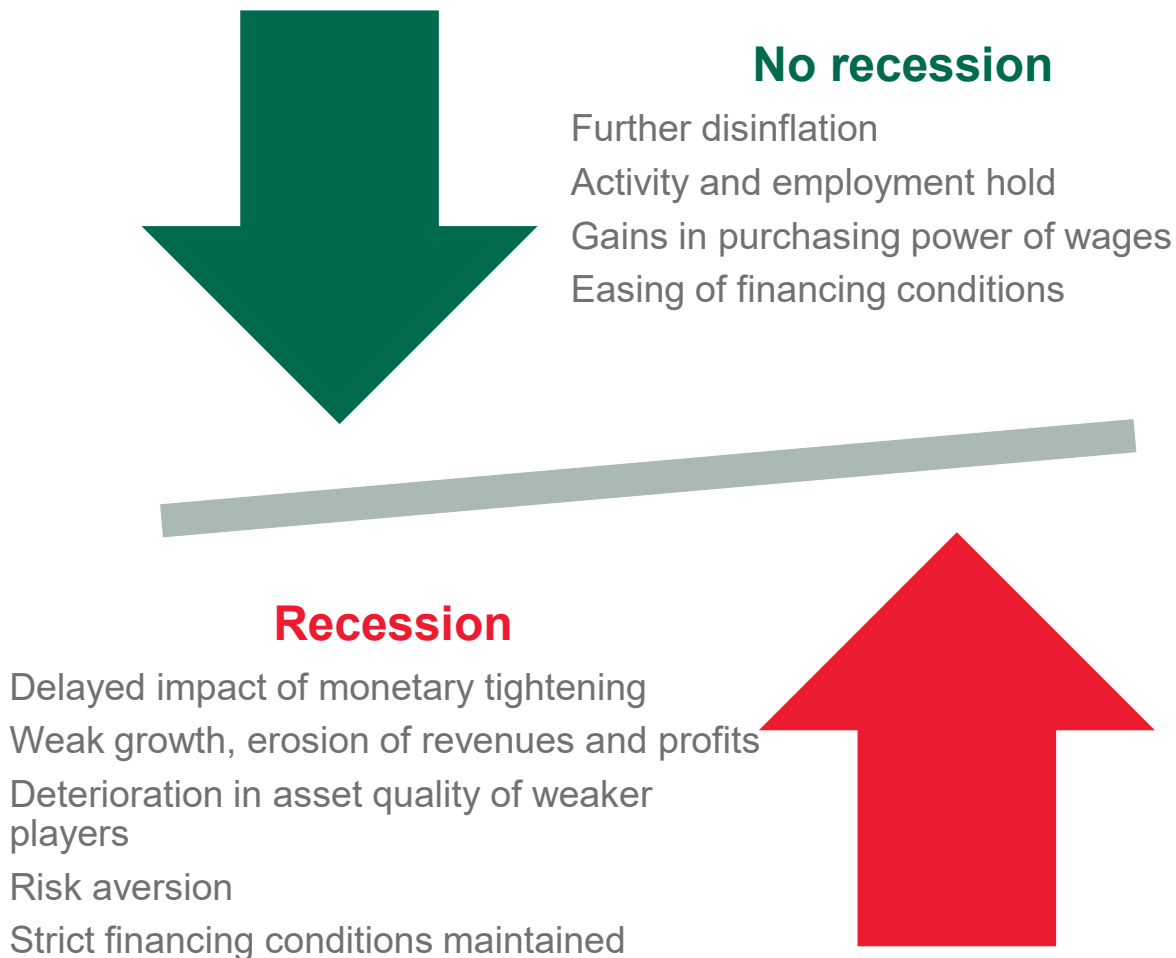 No recession
Further disinflation
Activity and employment hold
Gains in purchasing power of wages
Easing of financing conditions
Recession
Delayed impact of monetary tightening
Weak growth, erosion of revenues and profits
Deterioration in asset quality of weaker
players
Risk aversion
Strict financing conditions maintained